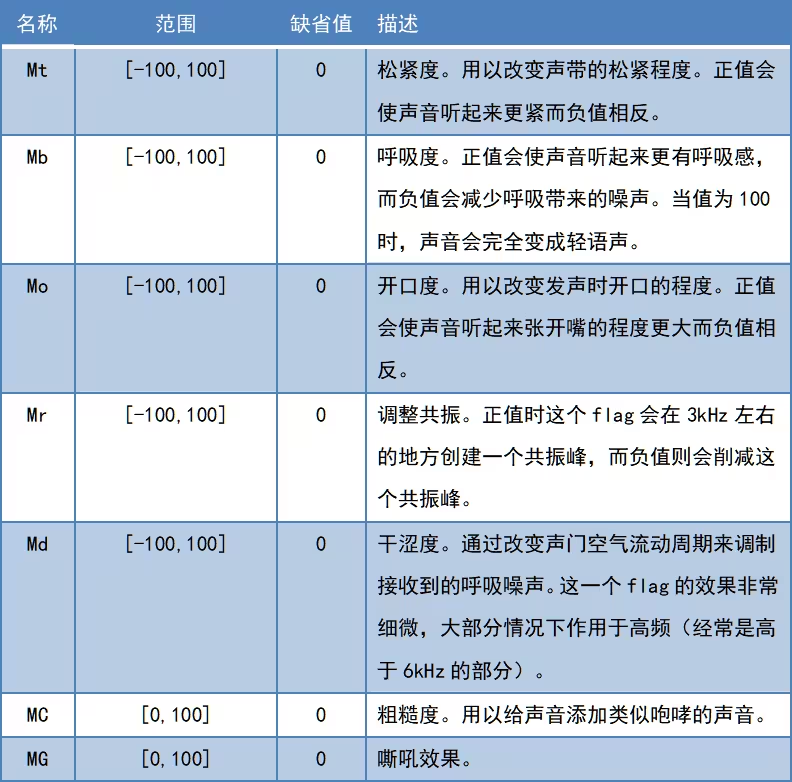 名称 范围 缺省值 描述
Mt [-100,100] 0 松紧度。用以改变声带的松紧程度。正值会
使声音听起来更紧而负值相反。
Mb [-100,100] 0 呼吸度。正值会使声音听起来更有呼吸感，
而负值会减少呼吸带来的噪声。当值为 100
时，声音会完全变成轻语声。
Mo [-100,100] 0 开口度。用以改变发声时开口的程度。正值
会使声音听起来张开嘴的程度更大而负值相
反。
Mr [-100,100] 0 调整共振。正值时这个 flag 会在 3kHz 左右
的地方创建一个共振峰，而负值则会削减这
个共振峰。
Md [-100,100] 0 干涩度。通过改变声门空气流动周期来调制
接收到的呼吸噪声。这一个 flag 的效果非常
细微，大部分情况下作用于高频（经常是高
于 6kHz 的部分）。
MC [0,100] 0 粗糙度。用以给声音添加类似咆哮的声音。
MG [0,100] 0 嘶吼效果。